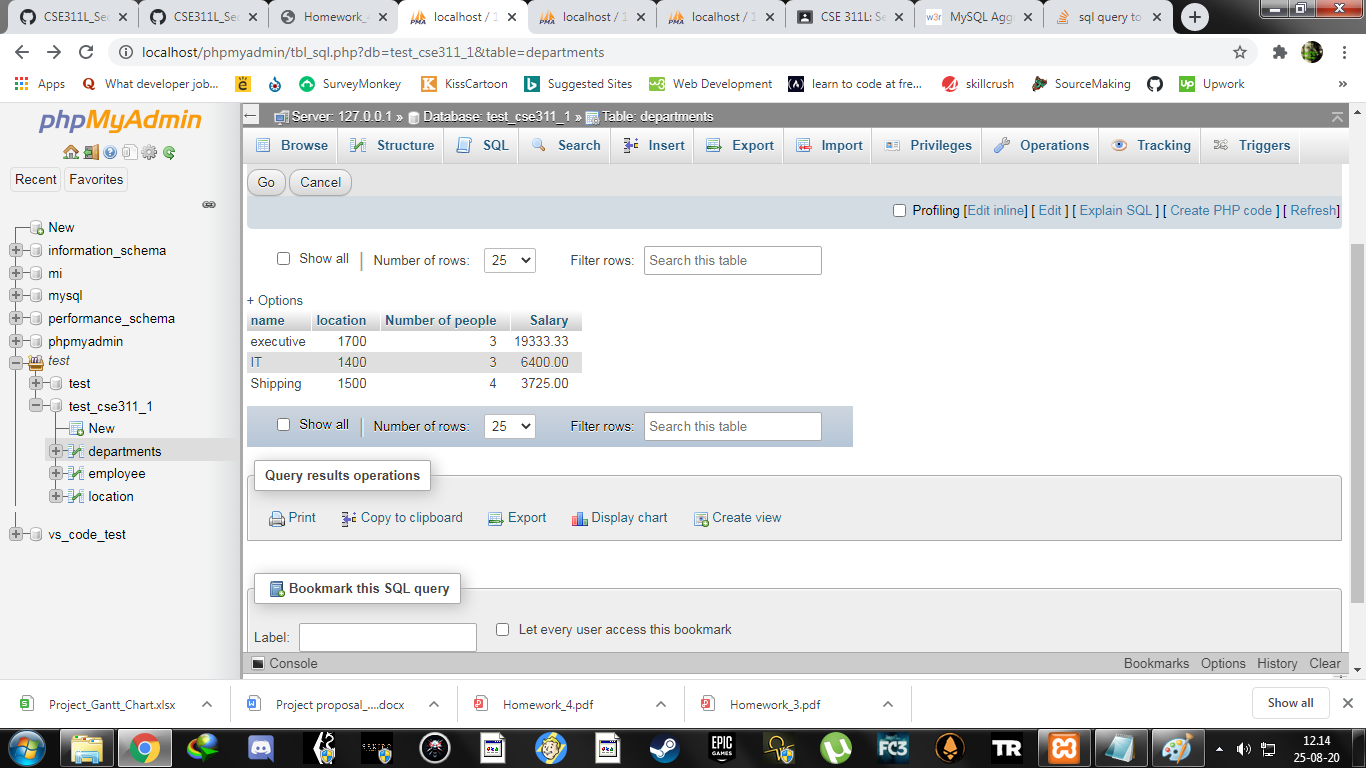 CSE311L_Sec
CSE311L_Sec
Homework_4
localhost / 1
localhost / 1
localhost / 1
CSE 311L: Se
MySQL Agg
sql query to
localhost/phpmyadmin/tbl_sql.php?db=test_cse311_1&table=departments
Apps
What developer job...
SurveyMonkey
KissCartoon
Suggested Sites
Web Development
learn to code at fre...
skillcrush
SourceMaking
Upwork
»
phpMyAdmin
Recent
Favorites
New
information_schema
mi
mysql
performance_schema
phpmyadmin
test
test
test_cse311_1
New
departments
employee
location
vs_code_test
Server: 127.0.0.1 » Database: test_cse311_1 » Table: departments
Browse Structure SQL Search Insert Export Import Privileges Operations Tracking Triggers
Go Cancel
Profiling [Edit inline] [ Edit ] [ Explain SQL ] [ Create PHP code ] [ Refresh]
Show all | Number of rows: 25 Filter rows: Search this table
+ Options
name location Number of people Salary
executive 1700 3 19333.33
IT 1400 3 6400.00
Shipping 1500 4 3725.00
Show all | Number of rows: 25 Filter rows: Search this table
Query results operations
Print Copy to clipboard Export Display chart Create view
Bookmark this SQL query
Label: Let every user access this bookmark
Console Bookmarks Options History Clear
Project_Gantt_Chart.xlsx
Project proposal_....docx
Homework_4.pdf
Homework_3.pdf
Show all
EPIC
GAMES
FC3
TR
12.14
25-08-20